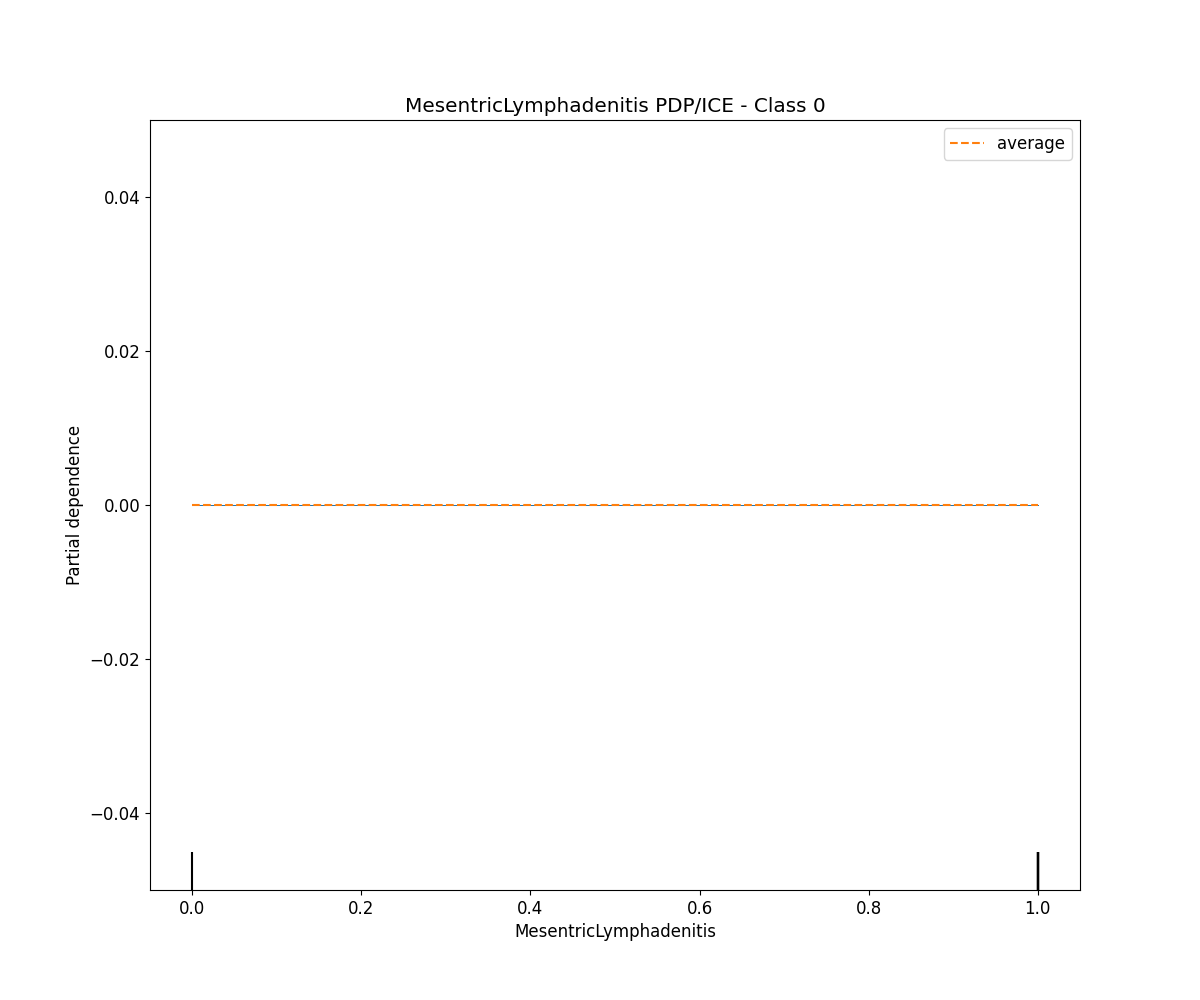 MesentricLymphadenitis PDP/ICE - Class 0
average
0.04
0.02
0.00
−0.02
−0.04
Partial dependence
0.0 0.2 0.4 0.6 0.8 1.0
MesentricLymphadenitis